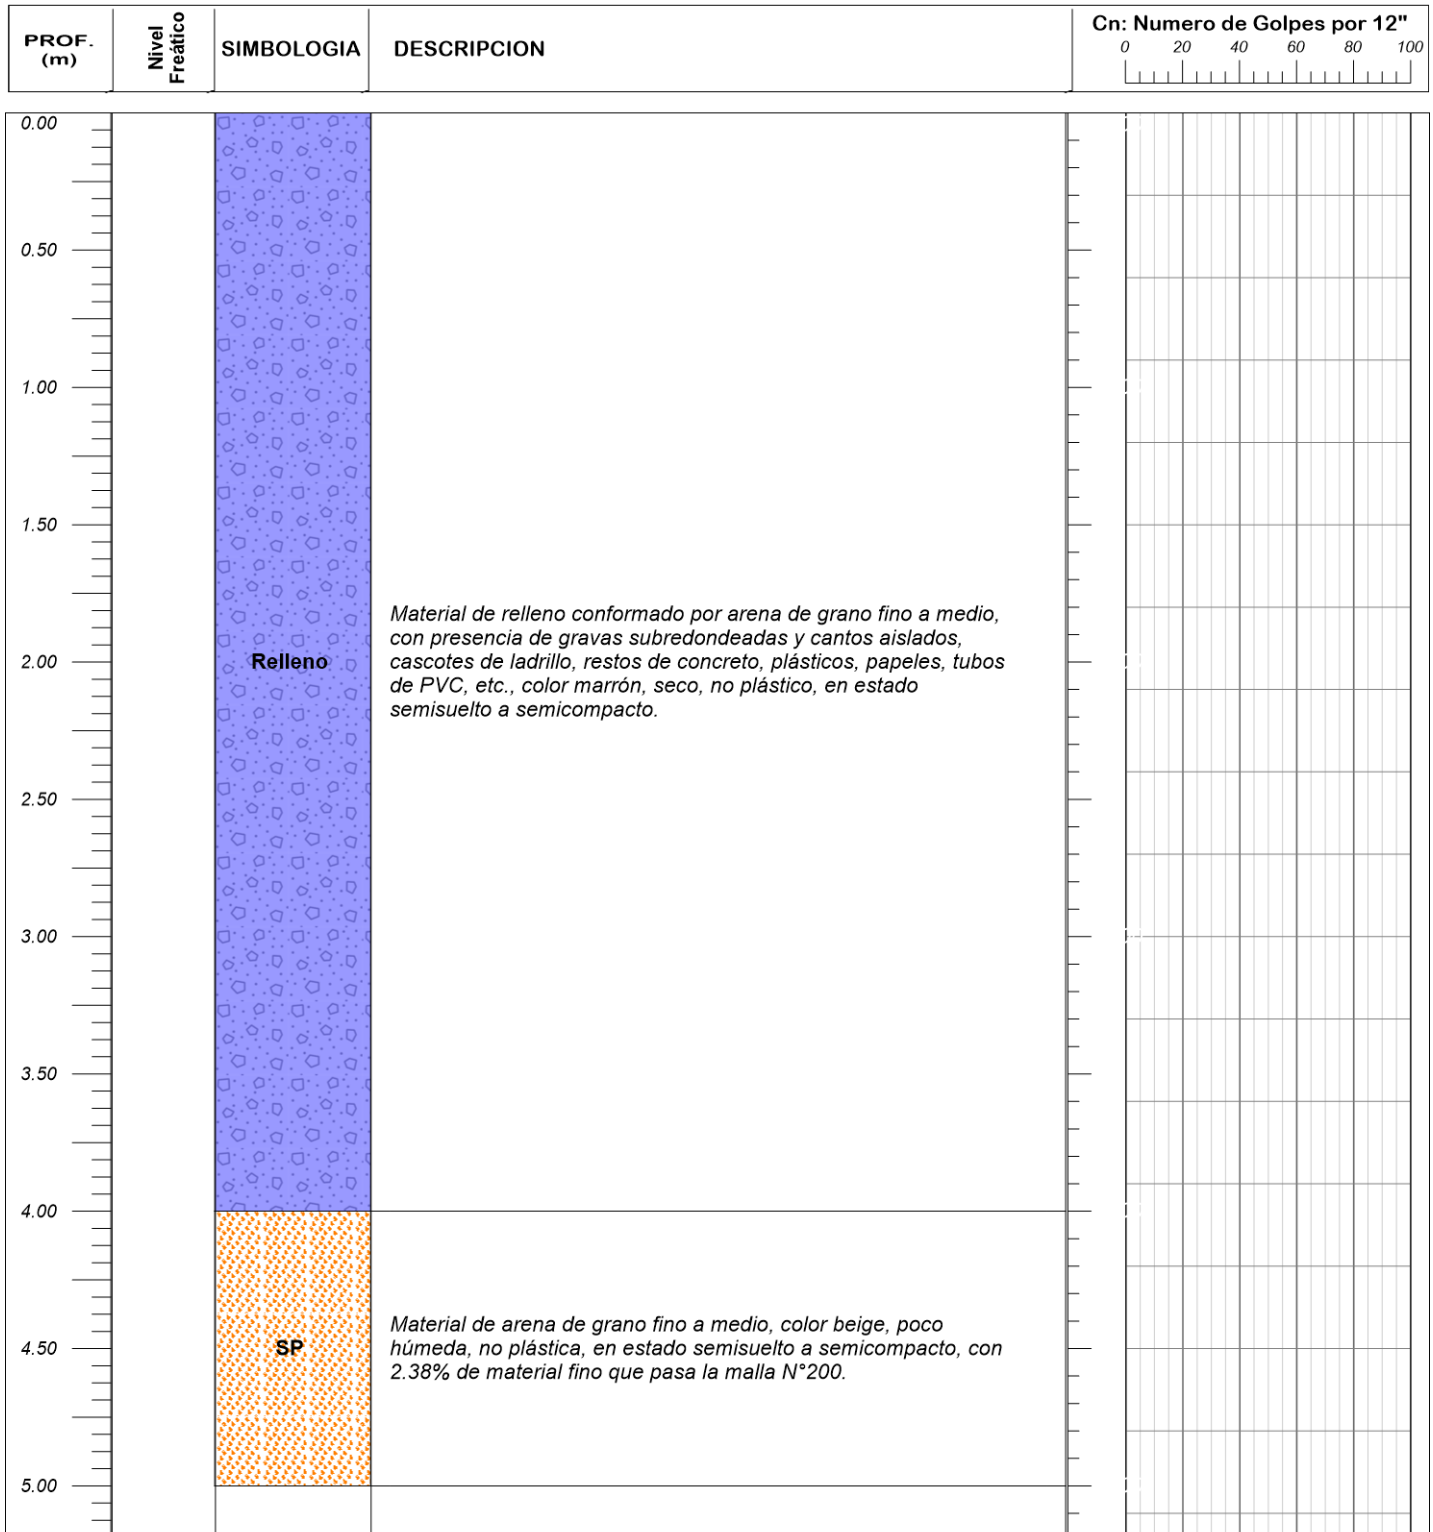 PROF.
(m)
Nivel
Freático
SIMBOLOGIA
DESCRIPCION
Cn: Numero de Golpes por 12"
0 20 40 60 80 100
0.00
0.50
1.00
1.50
Material de relleno conformado por arena de grano fino a medio,
con presencia de gravas subredondeadas y cantos aislados,
2.00
Relleno
cascotes de ladrillo, restos de concreto, plásticos, papeles, tubos
de PVC, etc., color marrón, seco, no plástico, en estado
semisuelto a semicompacto.
2.50
3.00
3.50
4.00
Material de arena de grano fino a medio, color beige, poco
4.50
SP
húmeda, no plástica, en estado semisuelto a semicompacto, con
2.38% de material fino que pasa la malla N°200.
5.00